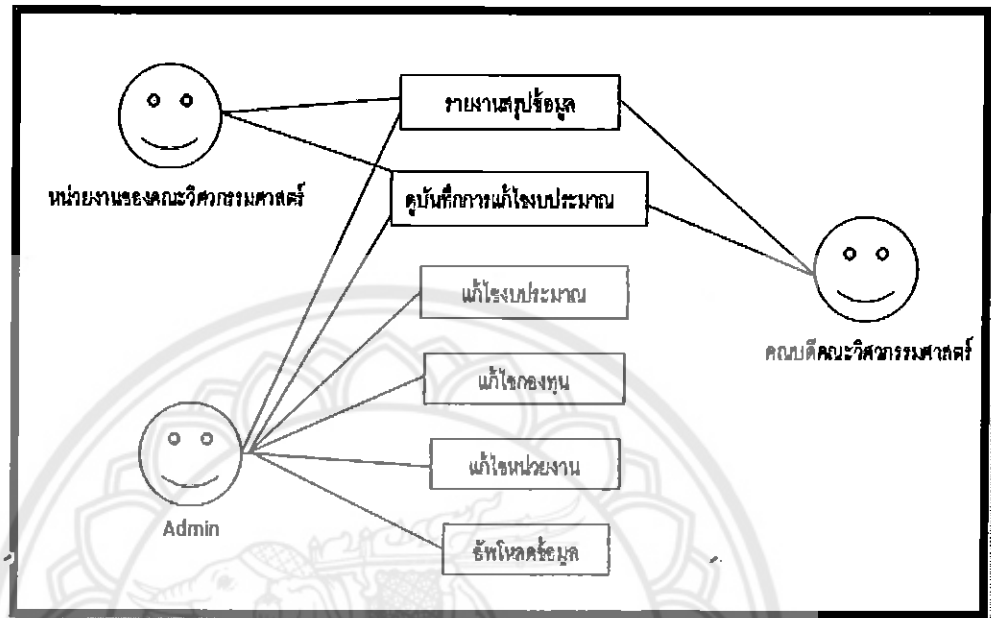 รายงานสรุปข้อมูล
หน่วยงานของคณะวิศวกรรมศาสตร์
ดูบันทึกการแก้ไขงบประมาณ
แก้ไขงบประมาณ
คณบดีคณะวิศวกรรมศาสตร์
แก้ไขกองทุน
แก้ไขหน่วยงาน
Admin
อัพโหลดข้อมูล